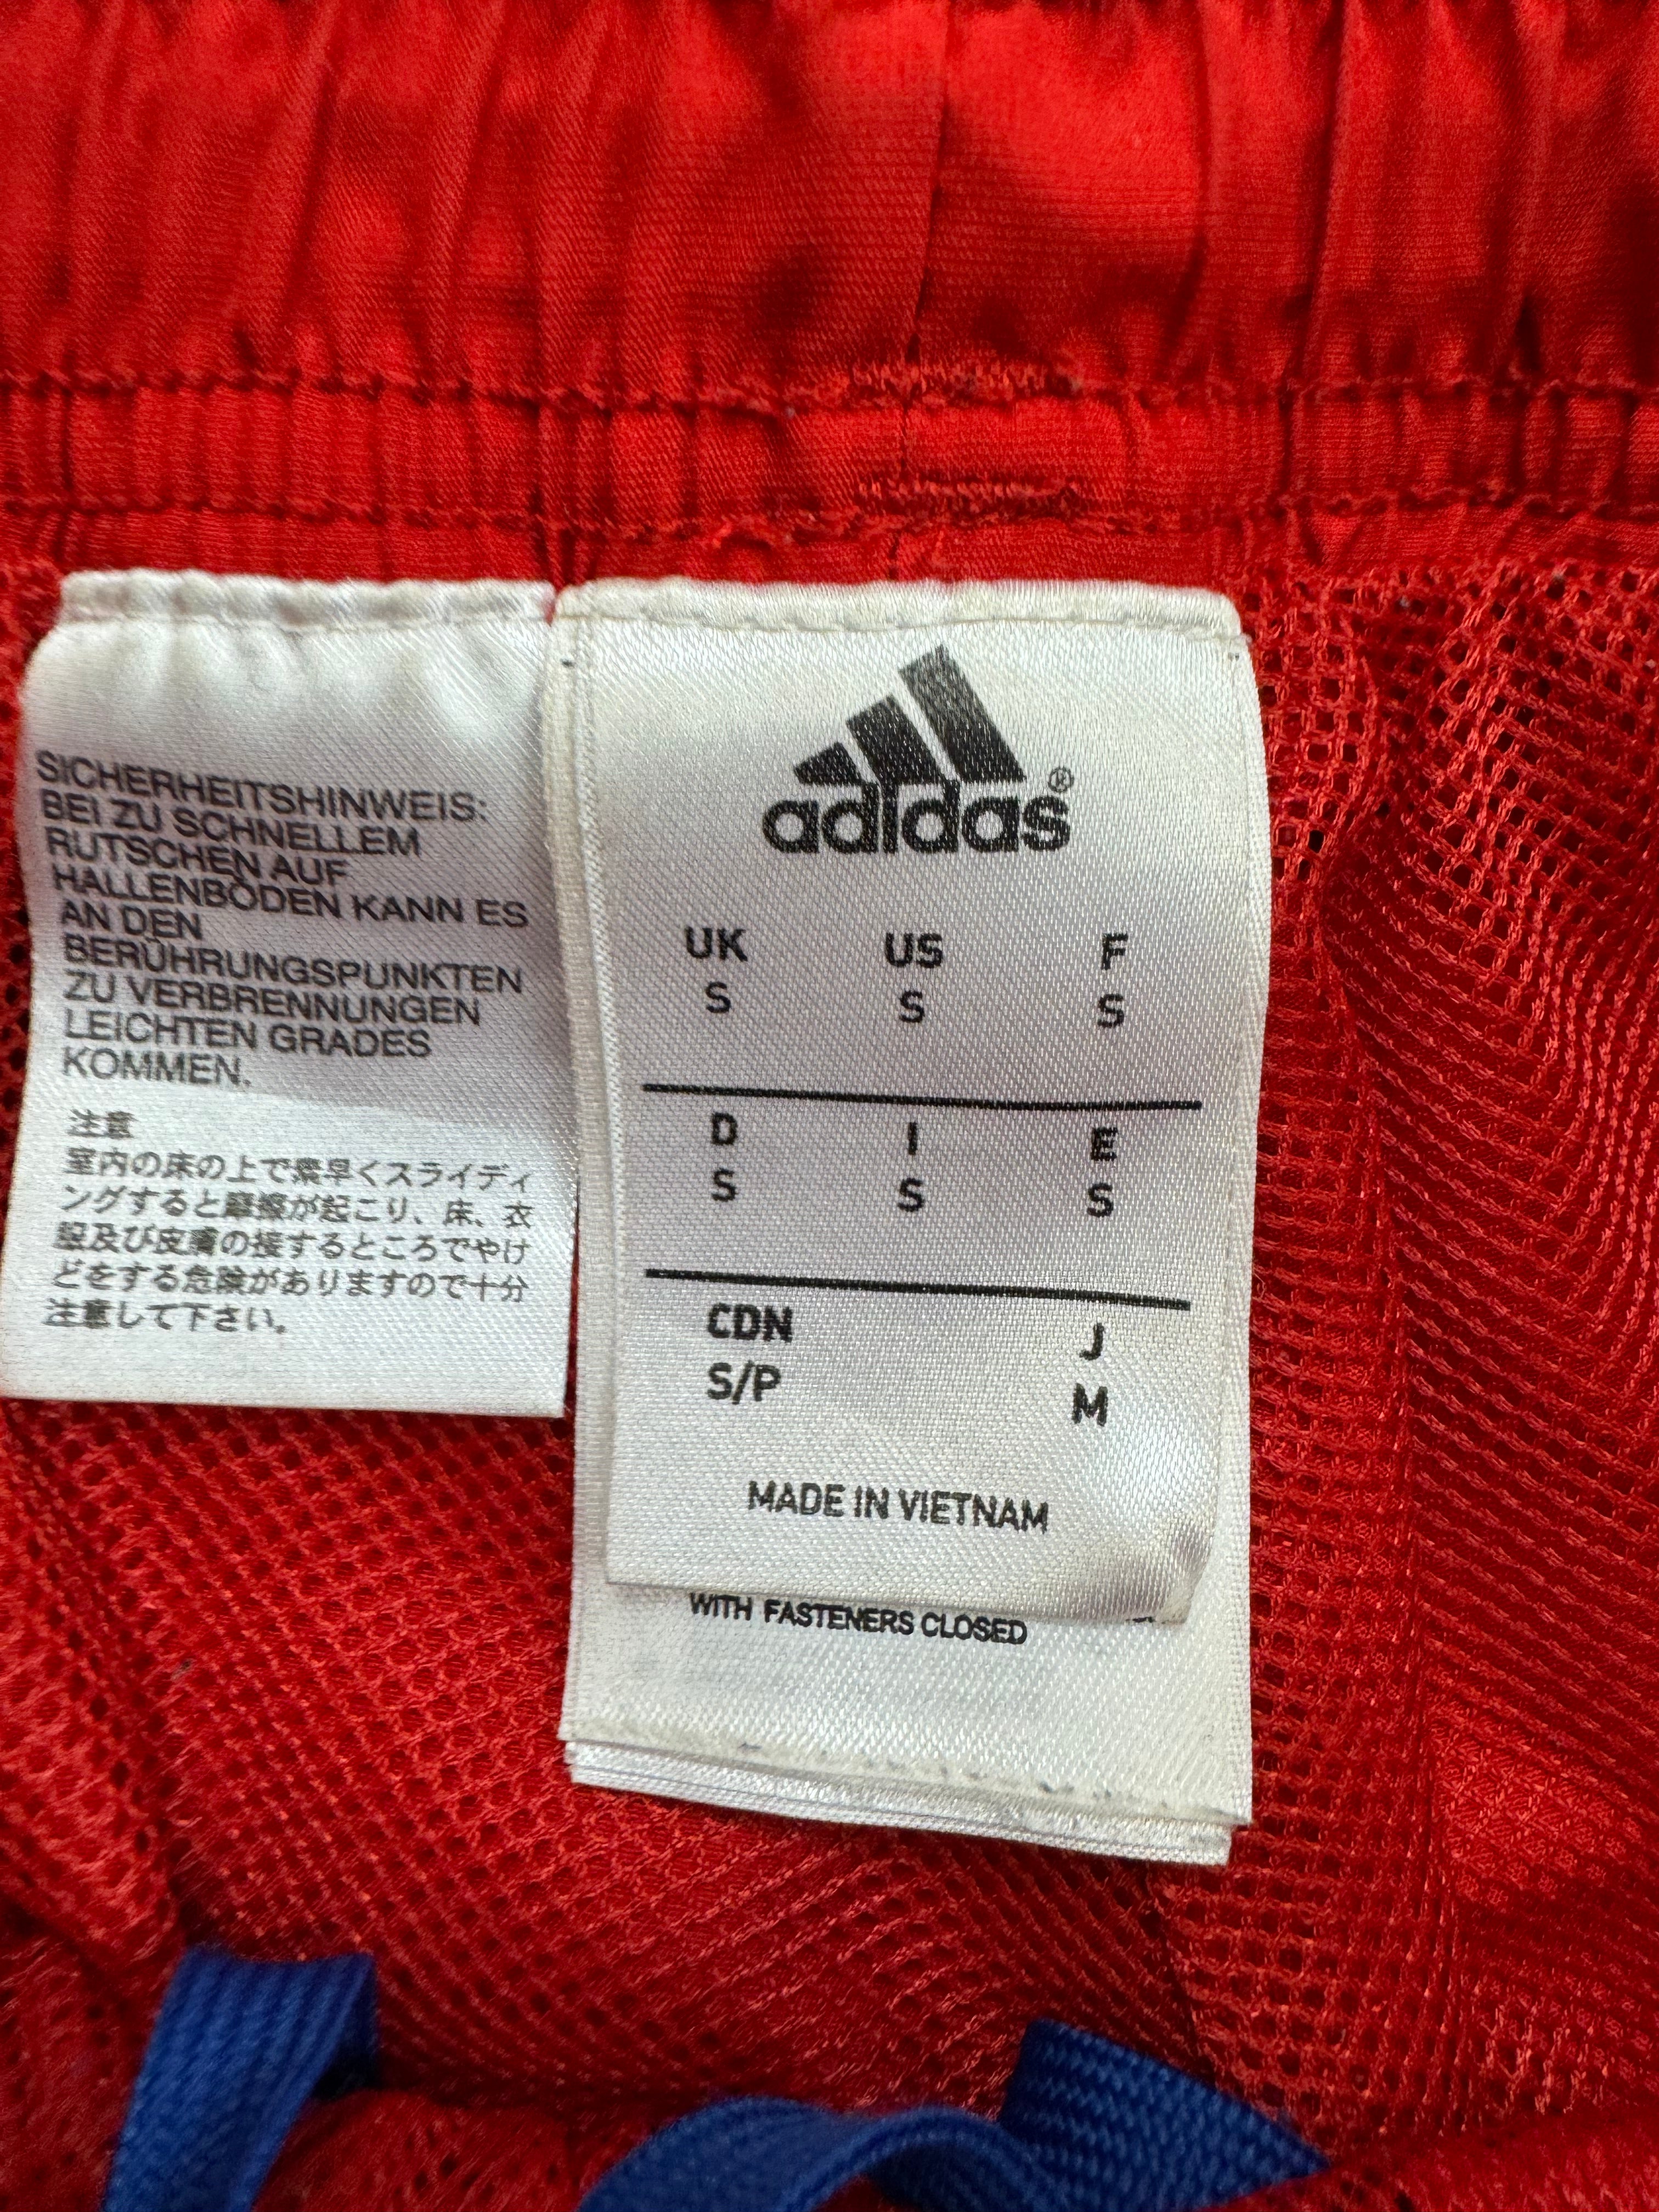 SICHERHEITSHINWEIS:
BEI ZU SCHNELLEM
RUTSCHEN AUF
HALLENBÖDEN KANN ES
AN DEN
BERÜHRUNGSPUNKTEN
ZU VERBRENNUNGEN
LEICHTEN GRADES
KOMMEN.
注意
室内の床の上で素早くスライディ
ングすると摩擦が起こり、床、衣
服及び皮膚の接するところでやけ
どをする危険がありますので十分
注意して下さい。
adidas®
UK US F
S S S
D I E
S S S
CDN J
S/P M
MADE IN VIETNAM
WITH FASTENERS CLOSED